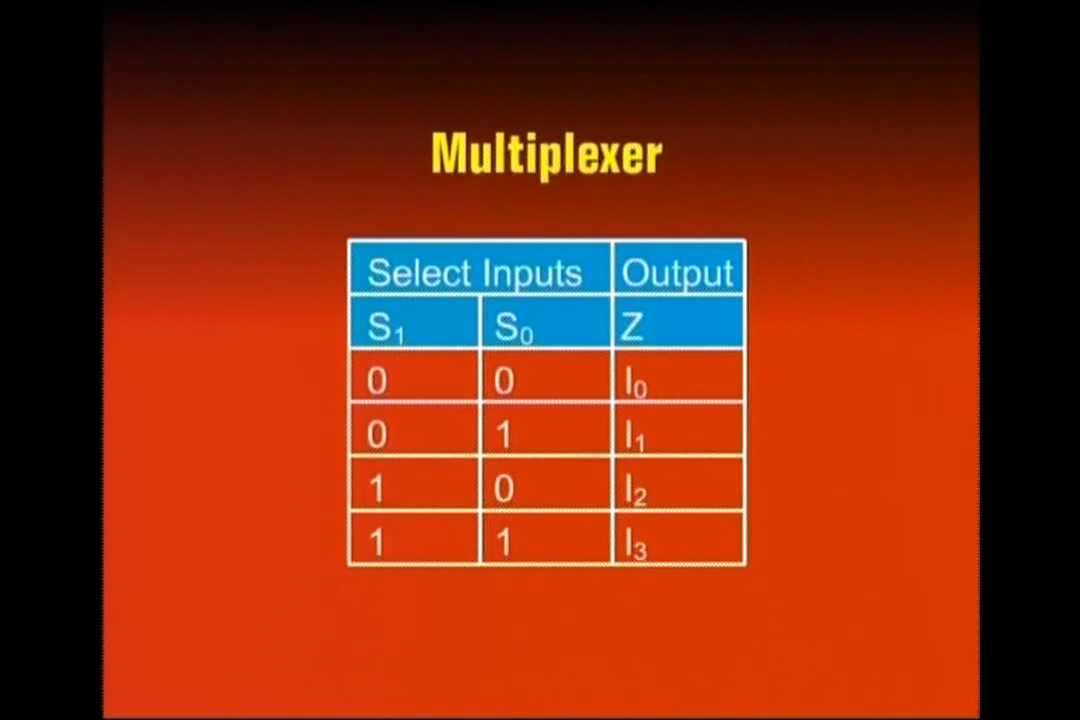 Multiplexer
Select Inputs Output
S₁ S₀ Z
0 0 I₀
0 1 I₁
1 0 I₂
1 1 I₃